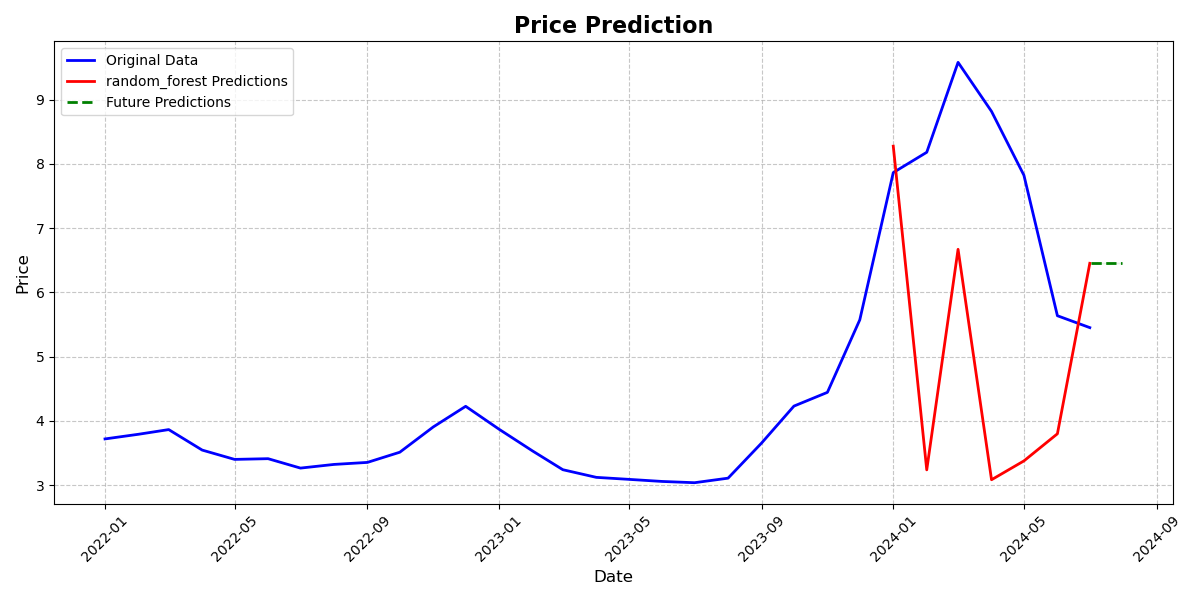 Price Prediction
Original Data
random_forest Predictions
Future Predictions
Price
9
8
7
6
5
4
3
2022-01
2022-05
2022-09
2023-01
2023-05
2023-09
2024-01
2024-05
2024-09
Date